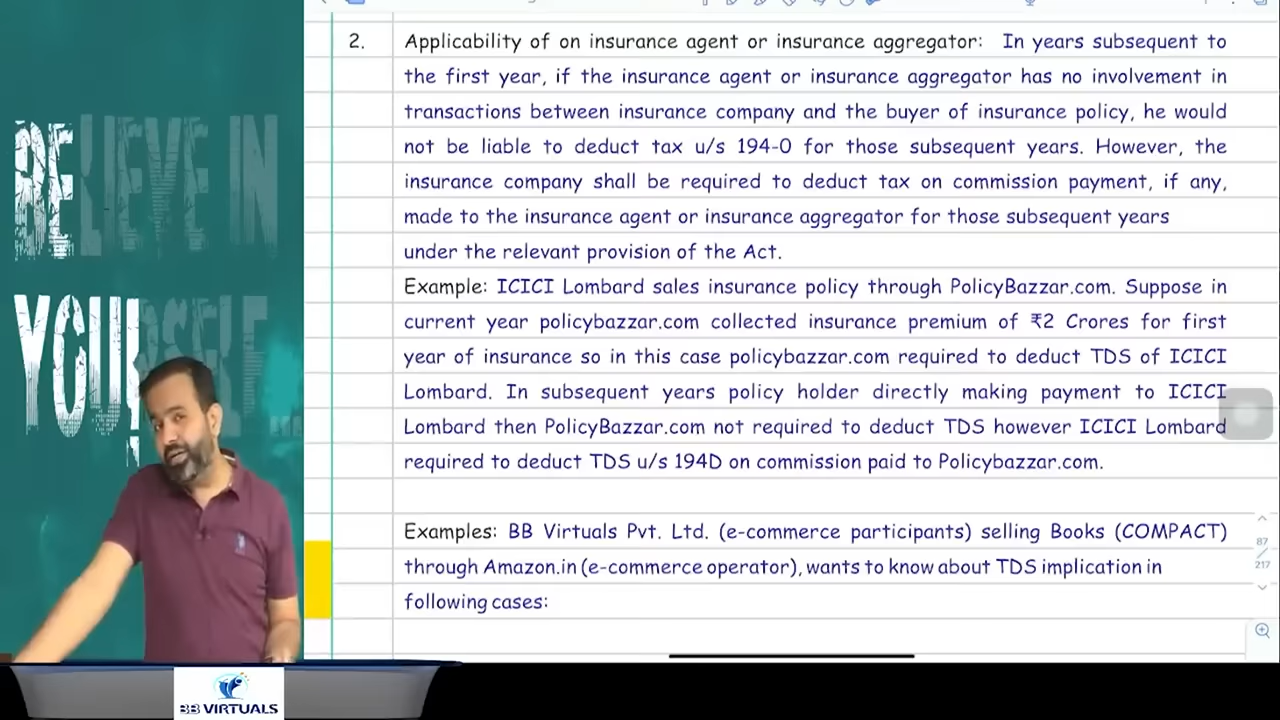 BELIEVE IN
YOURSELF
2. Applicability of on insurance agent or insurance aggregator: In years subsequent to
the first year, if the insurance agent or insurance aggregator has no involvement in
transactions between insurance company and the buyer of insurance policy, he would
not be liable to deduct tax u/s 194-O for those subsequent years. However, the
insurance company shall be required to deduct tax on commission payment, if any,
made to the insurance agent or insurance aggregator for those subsequent years
under the relevant provision of the Act.
Example: ICICI Lombard sales insurance policy through PolicyBazzar.com. Suppose in
current year policybazzar.com collected insurance premium of ₹2 Crores for first
year of insurance so in this case policybazzar.com required to deduct TDS of ICICI
Lombard. In subsequent years policy holder directly making payment to ICICI
Lombard then PolicyBazzar.com not required to deduct TDS however ICICI Lombard
required to deduct TDS u/s 194D on commission paid to Policybazzar.com.
Examples: BB Virtuals Pvt. Ltd. (e-commerce participants) selling Books (COMPACT)
through Amazon.in (e-commerce operator), wants to know about TDS implication in
following cases:
87
217
BB VIRTUALS